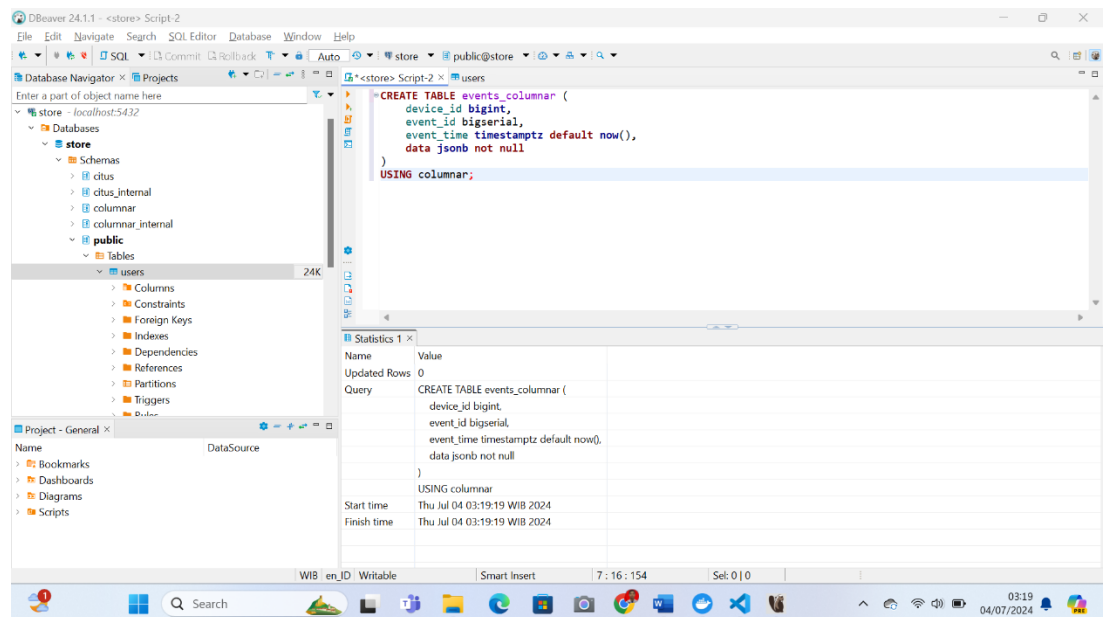 DBeaver 24.1.1 - <store> Script-2
File Edit Navigate Search SQL Editor Database Window Help
SQL Commit Rollback Auto store public@store
Database Navigator Projects
Enter a part of object name here
store - localhost:5432
Databases
store
Schemas
citus
citus_internal
columnar
columnar_internal
public
Tables
users 24K
Columns
Constraints
Foreign Keys
Indexes
Dependencies
References
Partitions
Triggers
Rules
Project - General
Name DataSource
Bookmarks
Dashboards
Diagrams
Scripts
*<store> Script-2 users
CREATE TABLE events_columnar (
device_id bigint,
event_id bigserial,
event_time timestamptz default now(),
data jsonb not null
)
USING columnar;
Statistics 1
Name Value
Updated Rows 0
Query CREATE TABLE events_columnar (
device_id bigint,
event_id bigserial,
event_time timestamptz default now(),
data jsonb not null
)
USING columnar
Start time Thu Jul 04 03:19:19 WIB 2024
Finish time Thu Jul 04 03:19:19 WIB 2024
WIB en_ID Writable Smart Insert 7 : 16 : 154 Sel: 0 | 0
1 Search 03:19
04/07/2024
PRE